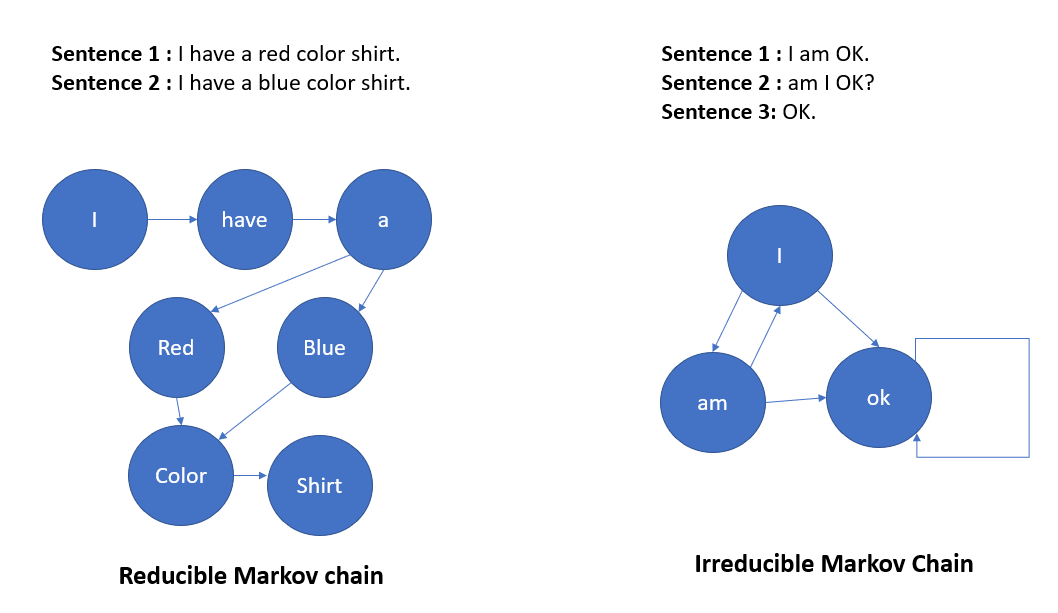 Sentence 1 : I have a red color shirt.
Sentence 2 : I have a blue color shirt.
I
have
a
Red
Blue
Color
Shirt
Reducible Markov chain
Sentence 1 : I am OK.
Sentence 2 : am I OK?
Sentence 3: OK.
I
am
ok
Irreducible Markov Chain